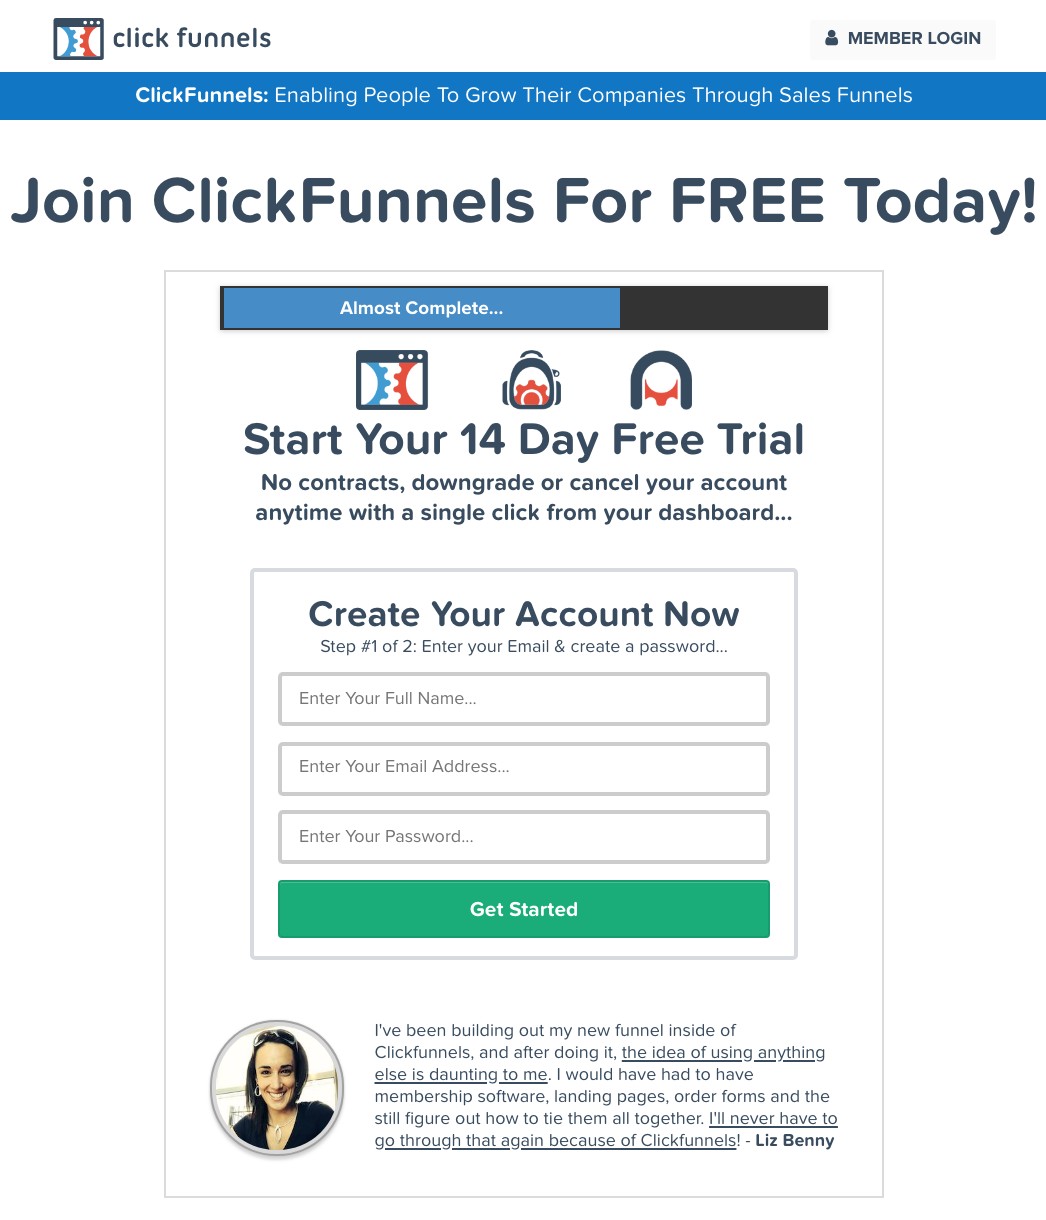 click funnels
MEMBER LOGIN
ClickFunnels: Enabling People To Grow Their Companies Through Sales Funnels
Join ClickFunnels For FREE Today!
Almost Complete...
Start Your 14 Day Free Trial
No contracts, downgrade or cancel your account
anytime with a single click from your dashboard...
Create Your Account Now
Step #1 of 2: Enter your Email & create a password...
Enter Your Full Name...
Enter Your Email Address...
Enter Your Password...
Get Started
I've been building out my new funnel inside of
Clickfunnels, and after doing it, the idea of using anything
else is daunting to me. I would have had to have
membership software, landing pages, order forms and the
still figure out how to tie them all together. I'll never have to
go through that again because of Clickfunnels! - Liz Benny